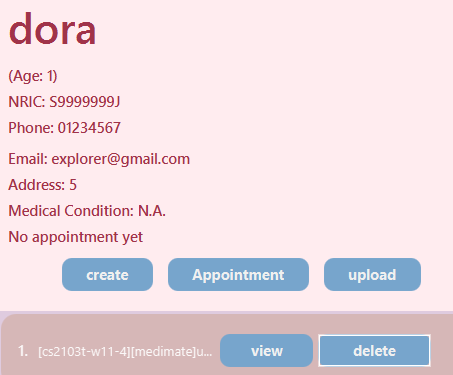 dora
(Age: 1)
NRIC: S9999999J
Phone: 01234567
Email: explorer@gmail.com
Address: 5
Medical Condition: N.A.
No appointment yet
create Appointment upload
1. [cs2103t-w11-4][medimate]u... view delete